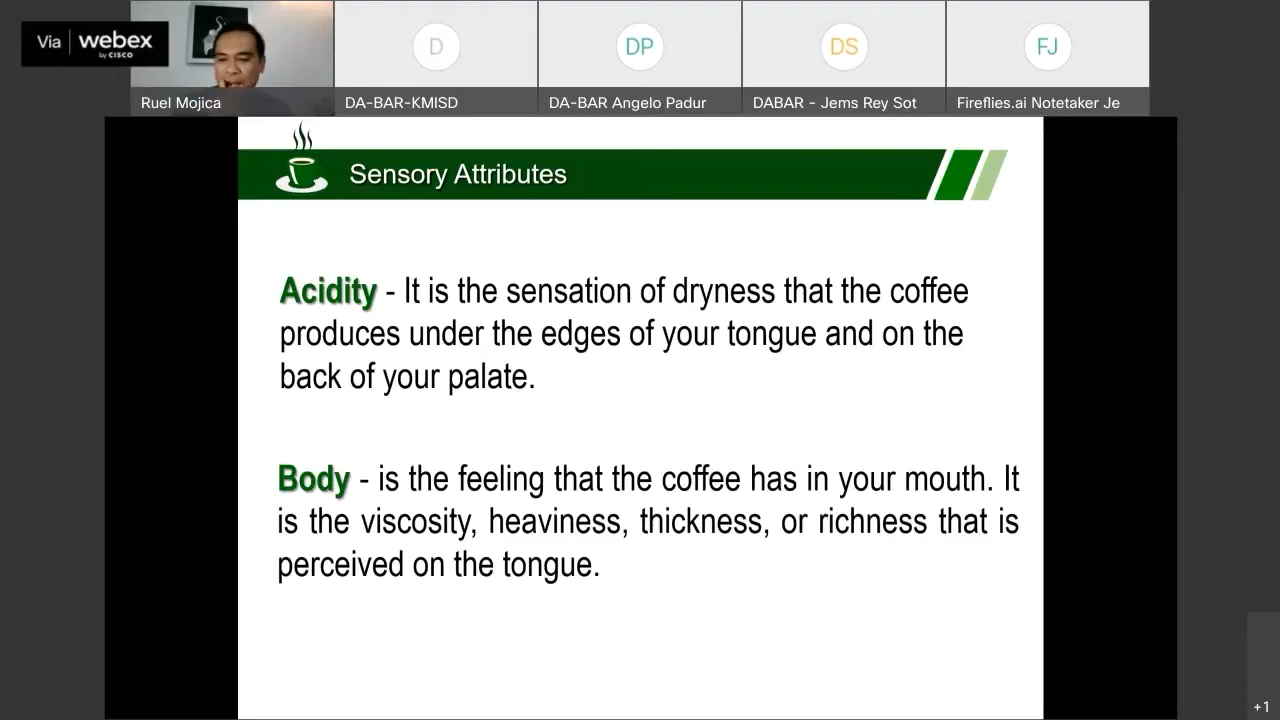 Via webex
by CISCO
D
DP
DS
FJ
Ruel Mojica
DA-BAR-KMISD
DA-BAR Angelo Padur
DABAR - Jems Rey Sot
Fireflies.ai Notetaker Je
Sensory Attributes
Acidity - It is the sensation of dryness that the coffee
produces under the edges of your tongue and on the
back of your palate.
Body - is the feeling that the coffee has in your mouth. It
is the viscosity, heaviness, thickness, or richness that is
perceived on the tongue.
+1